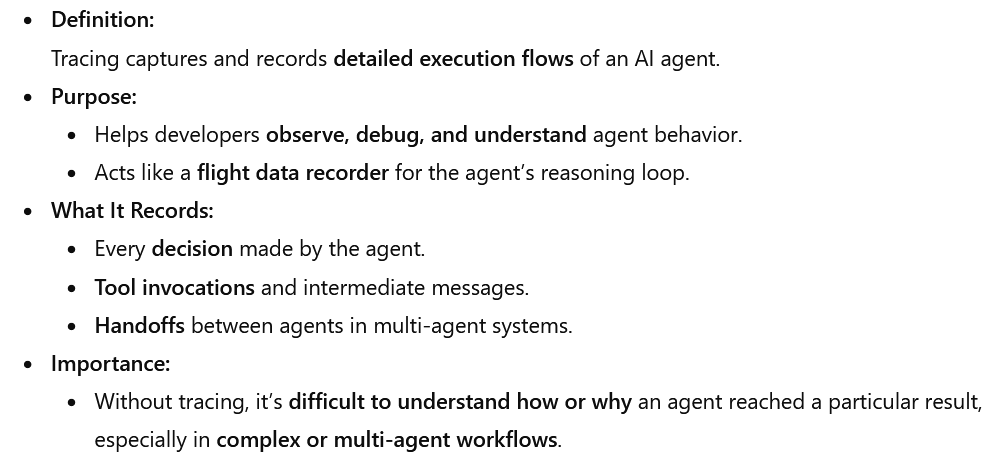 • Definition:
Tracing captures and records detailed execution flows of an AI agent.
• Purpose:
• Helps developers observe, debug, and understand agent behavior.
• Acts like a flight data recorder for the agent’s reasoning loop.
• What It Records:
• Every decision made by the agent.
• Tool invocations and intermediate messages.
• Handoffs between agents in multi-agent systems.
• Importance:
• Without tracing, it’s difficult to understand how or why an agent reached a particular result,
especially in complex or multi-agent workflows.